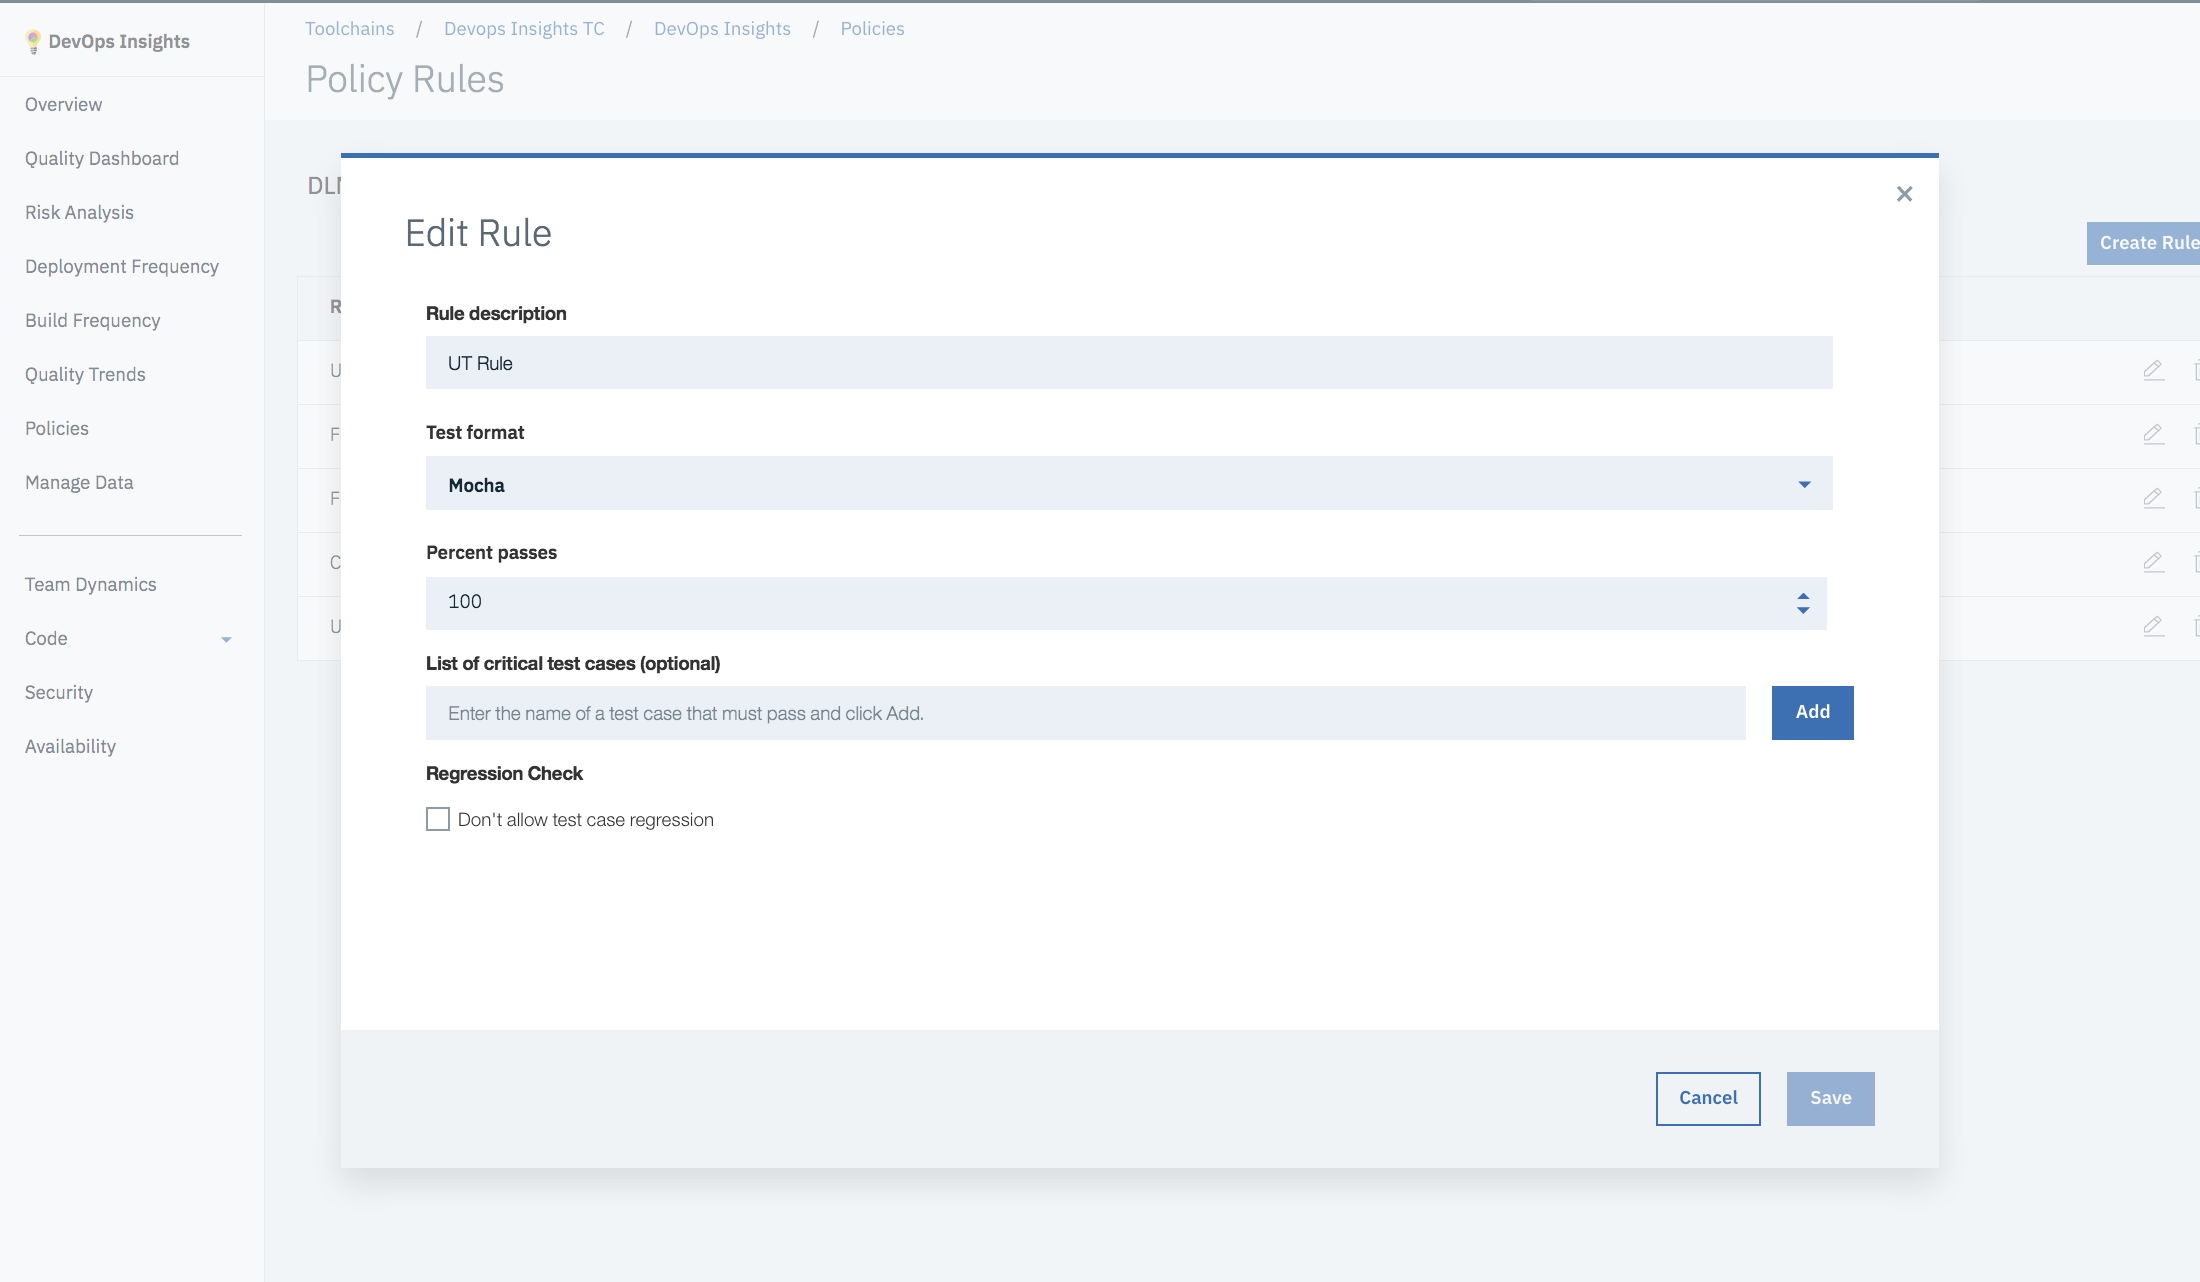 DevOps Insights
Overview
Quality Dashboard
Risk Analysis
Deployment Frequency
Build Frequency
Quality Trends
Policies
Manage Data
Team Dynamics
Code
Security
Availability
Toolchains / Devops Insights TC / DevOps Insights / Policies
Policy Rules
Create Rule
Edit Rule
Rule description
UT Rule
Test format
Mocha
Percent passes
100
List of critical test cases (optional)
Enter the name of a test case that must pass and click Add.
Add
Regression Check
Don't allow test case regression
Cancel
Save